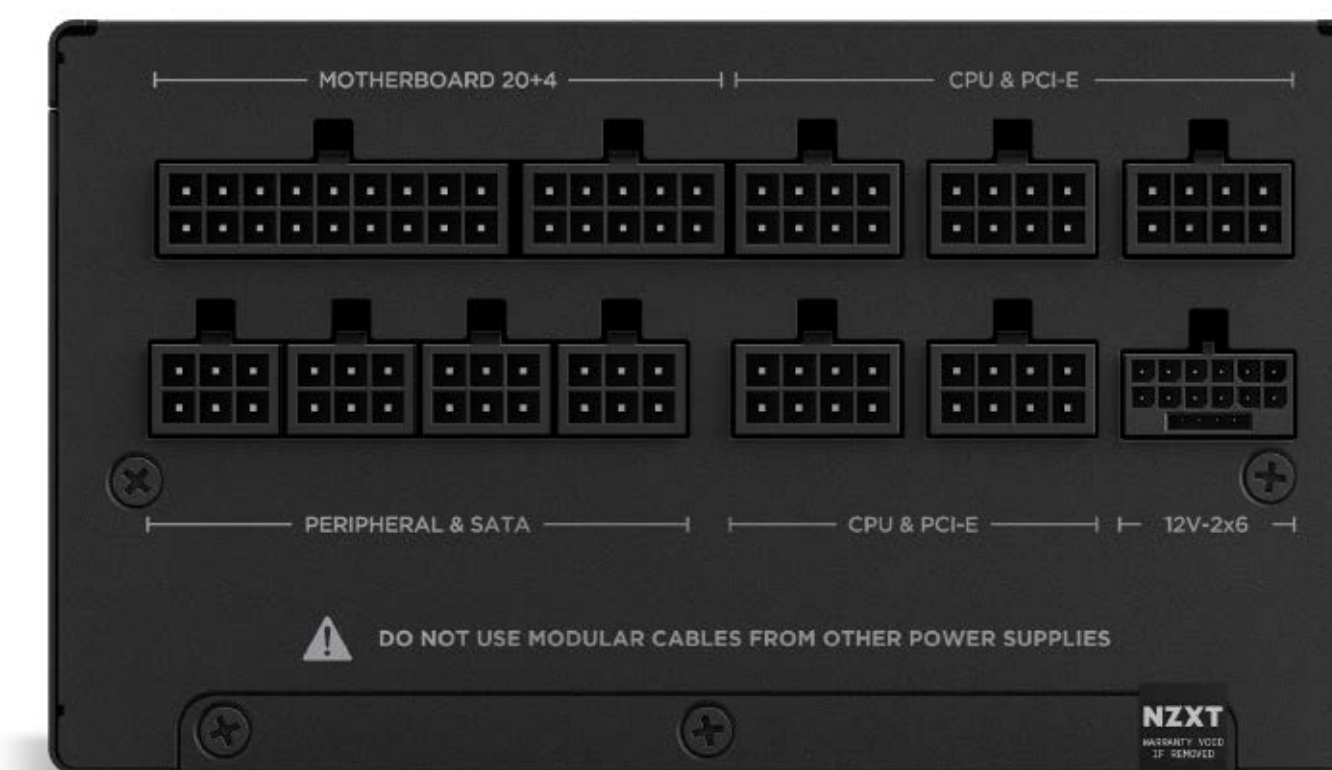 MOTHERBOARD 20+4
CPU & PCI-E
PERIPHERAL & SATA
CPU & PCI-E
12V-2x6
DO NOT USE MODULAR CABLES FROM OTHER POWER SUPPLIES
NZXT
WARRANTY VOID
IF REMOVED